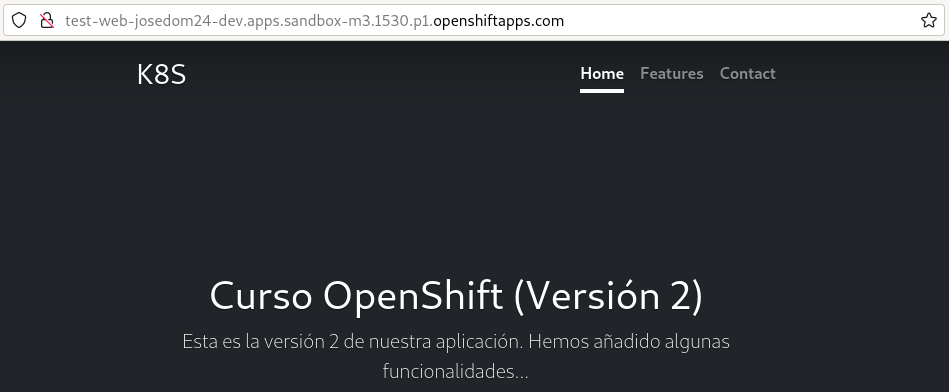 test-web-josedom24-dev.apps.sandbox-m3.1530.p1.openshiftapps.com
K8S
Home Features Contact
Curso OpenShift (Versión 2)
Esta es la versión 2 de nuestra aplicación. Hemos añadido algunas
funcionalidades...